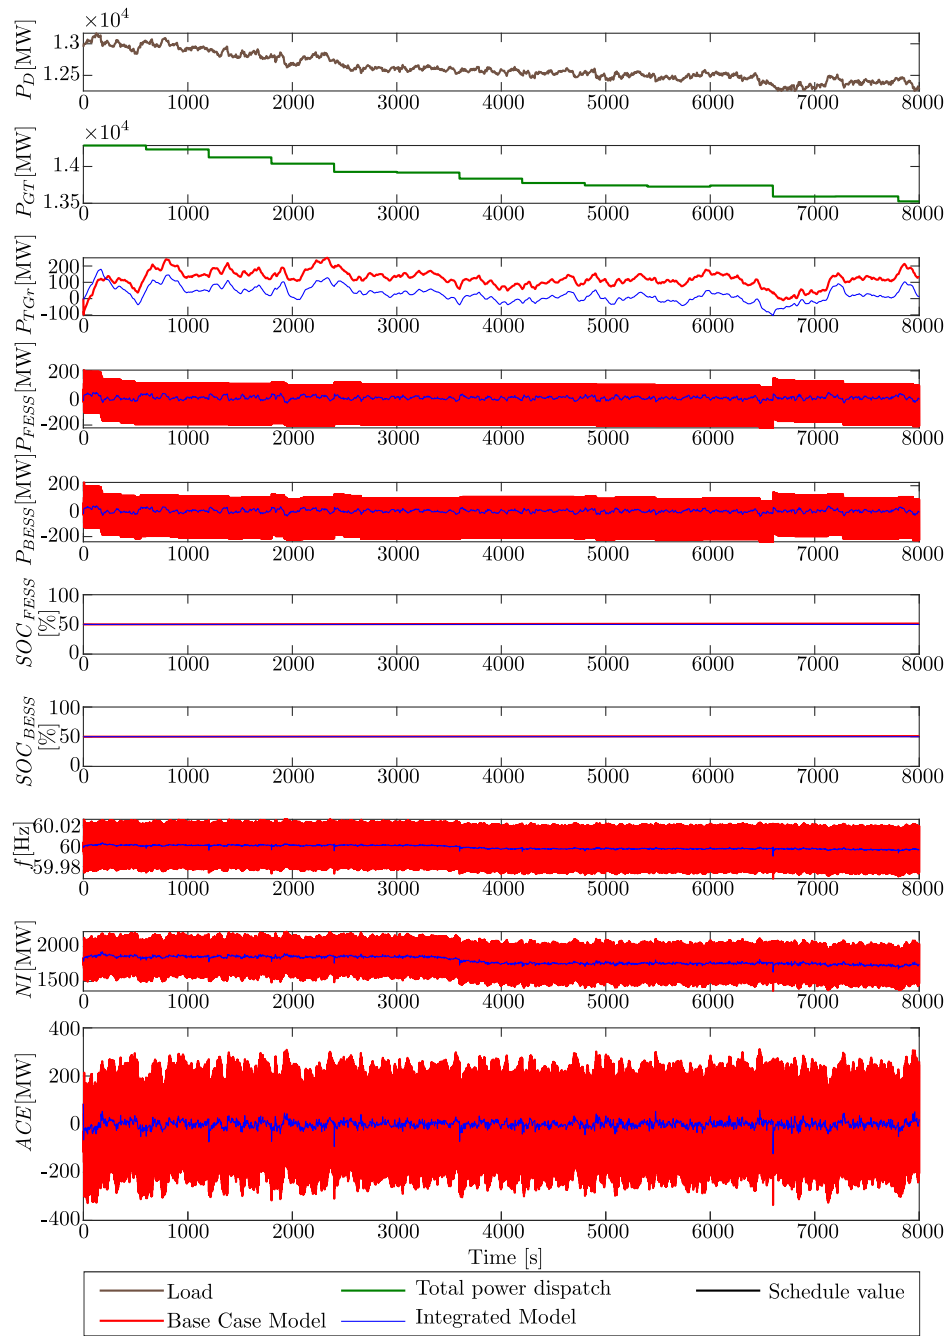 ×10⁴
P_D [MW]
1.3
1.25
0 1000 2000 3000 4000 5000 6000 7000 8000
×10⁴
P_GT [MW]
1.4
1.35
0 1000 2000 3000 4000 5000 6000 7000 8000
P_TGr [MW]
200
100
0
-100
0 1000 2000 3000 4000 5000 6000 7000 8000
P_FESS [MW]
200
0
-200
0 1000 2000 3000 4000 5000 6000 7000 8000
P_BESS [MW]
200
0
-200
0 1000 2000 3000 4000 5000 6000 7000 8000
SOC_FESS
[%]
100
50
0
0 1000 2000 3000 4000 5000 6000 7000 8000
SOC_BESS
[%]
100
50
0
0 1000 2000 3000 4000 5000 6000 7000 8000
f [Hz]
60.02
60
59.98
0 1000 2000 3000 4000 5000 6000 7000 8000
NI [MW]
2000
1500
0 1000 2000 3000 4000 5000 6000 7000 8000
ACE [MW]
400
200
0
-200
-400
0 1000 2000 3000 4000 5000 6000 7000 8000
Time [s]
Load Total power dispatch Schedule value
Base Case Model Integrated Model